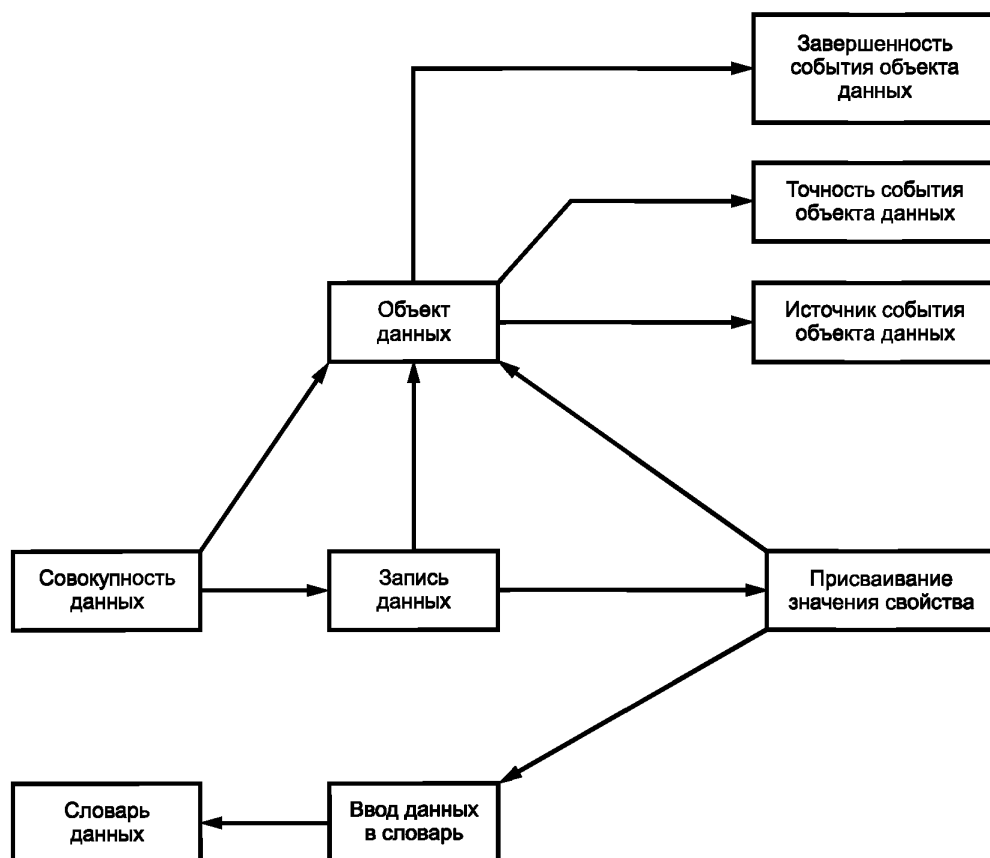 Завершенность
события объекта
данных
Точность события
объекта данных
Объект
данных
Источник события
объекта данных
Совокупность
данных
Запись
данных
Присваивание
значения свойства
Словарь
данных
Ввод данных
в словарь